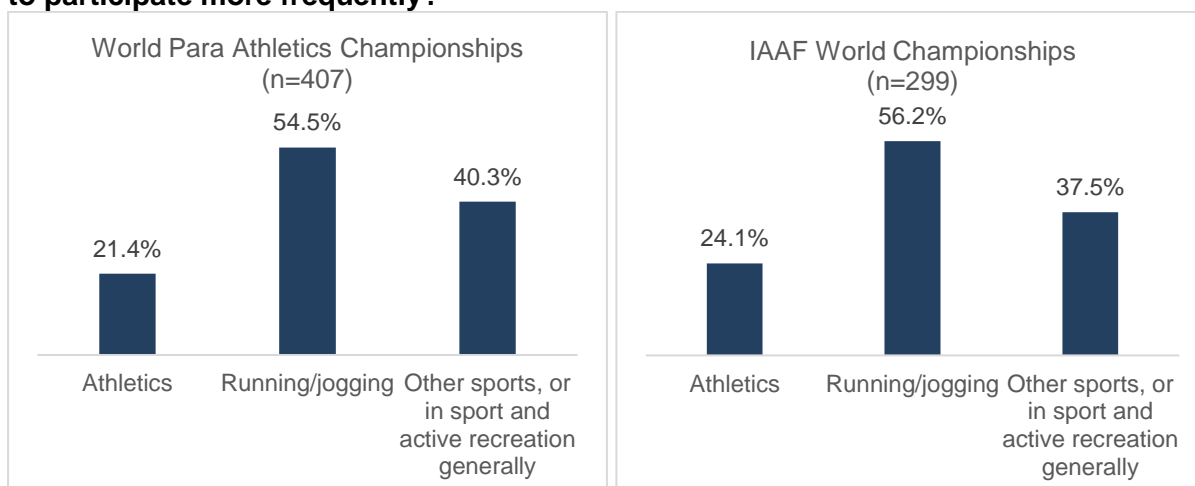 to participate more frequently?
World Para Athletics Championships
(n=407)
54.5%
40.3%
21.4%
Athletics
Running/jogging
Other sports, or
in sport and
active recreation
generally
IAAF World Championships
(n=299)
56.2%
37.5%
24.1%
Athletics
Running/jogging
Other sports, or
in sport and
active recreation
generally